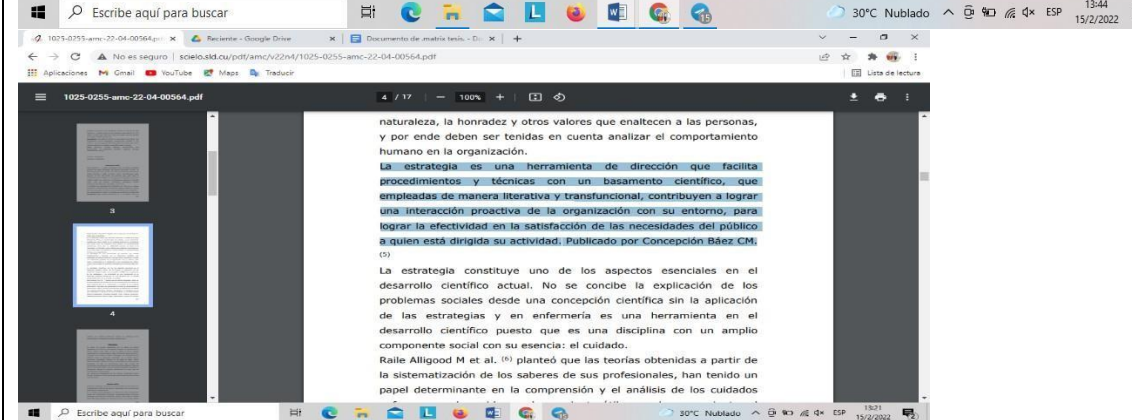 Escribe aquí para buscar
30°C Nublado
ESP
13:44
15/2/2022
1025-0255-amc-22-04-00564.p
Reciente - Google Drive
Documento de matria tesis. - D
No es seguro | scielo.sld.cu/pdf/amc/v22n4/1025-0255-amc-22-04-00564.pdf
Aplicaciones Gmail YouTube Maps Traducir
Lista de lectura
1025-0255-amc-22-04-00564.pdf
4 / 17
100%
naturaleza, la honradez y otros valores que enaltecen a las personas,
y por ende deben ser tenidas en cuenta analizar el comportamiento
humano en la organización.
La estrategia es una herramienta de dirección que facilita
procedimientos y técnicas con un basamento científico, que
empleadas de manera literativa y transfuncional, contribuyen a lograr
una interacción proactiva de la organización con su entorno, para
lograr la efectividad en la satisfacción de las necesidades del público
a quien está dirigida su actividad. Publicado por Concepción Báez CM.
(5)
La estrategia constituye uno de los aspectos esenciales en el
desarrollo científico actual. No se concibe la explicación de los
problemas sociales desde una concepción científica sin la aplicación
de las estrategias y en enfermería es una herramienta en el
desarrollo científico puesto que es una disciplina con un amplio
componente social con su esencia: el cuidado.
Raile Alligood M et al. (6) planteó que las teorías obtenidas a partir de
la sistematización de los saberes de sus profesionales, han tenido un
papel determinante en la comprensión y el análisis de los cuidados
3
4
Escribe aquí para buscar
30°C Nublado
ESP
13:21
15/2/2022